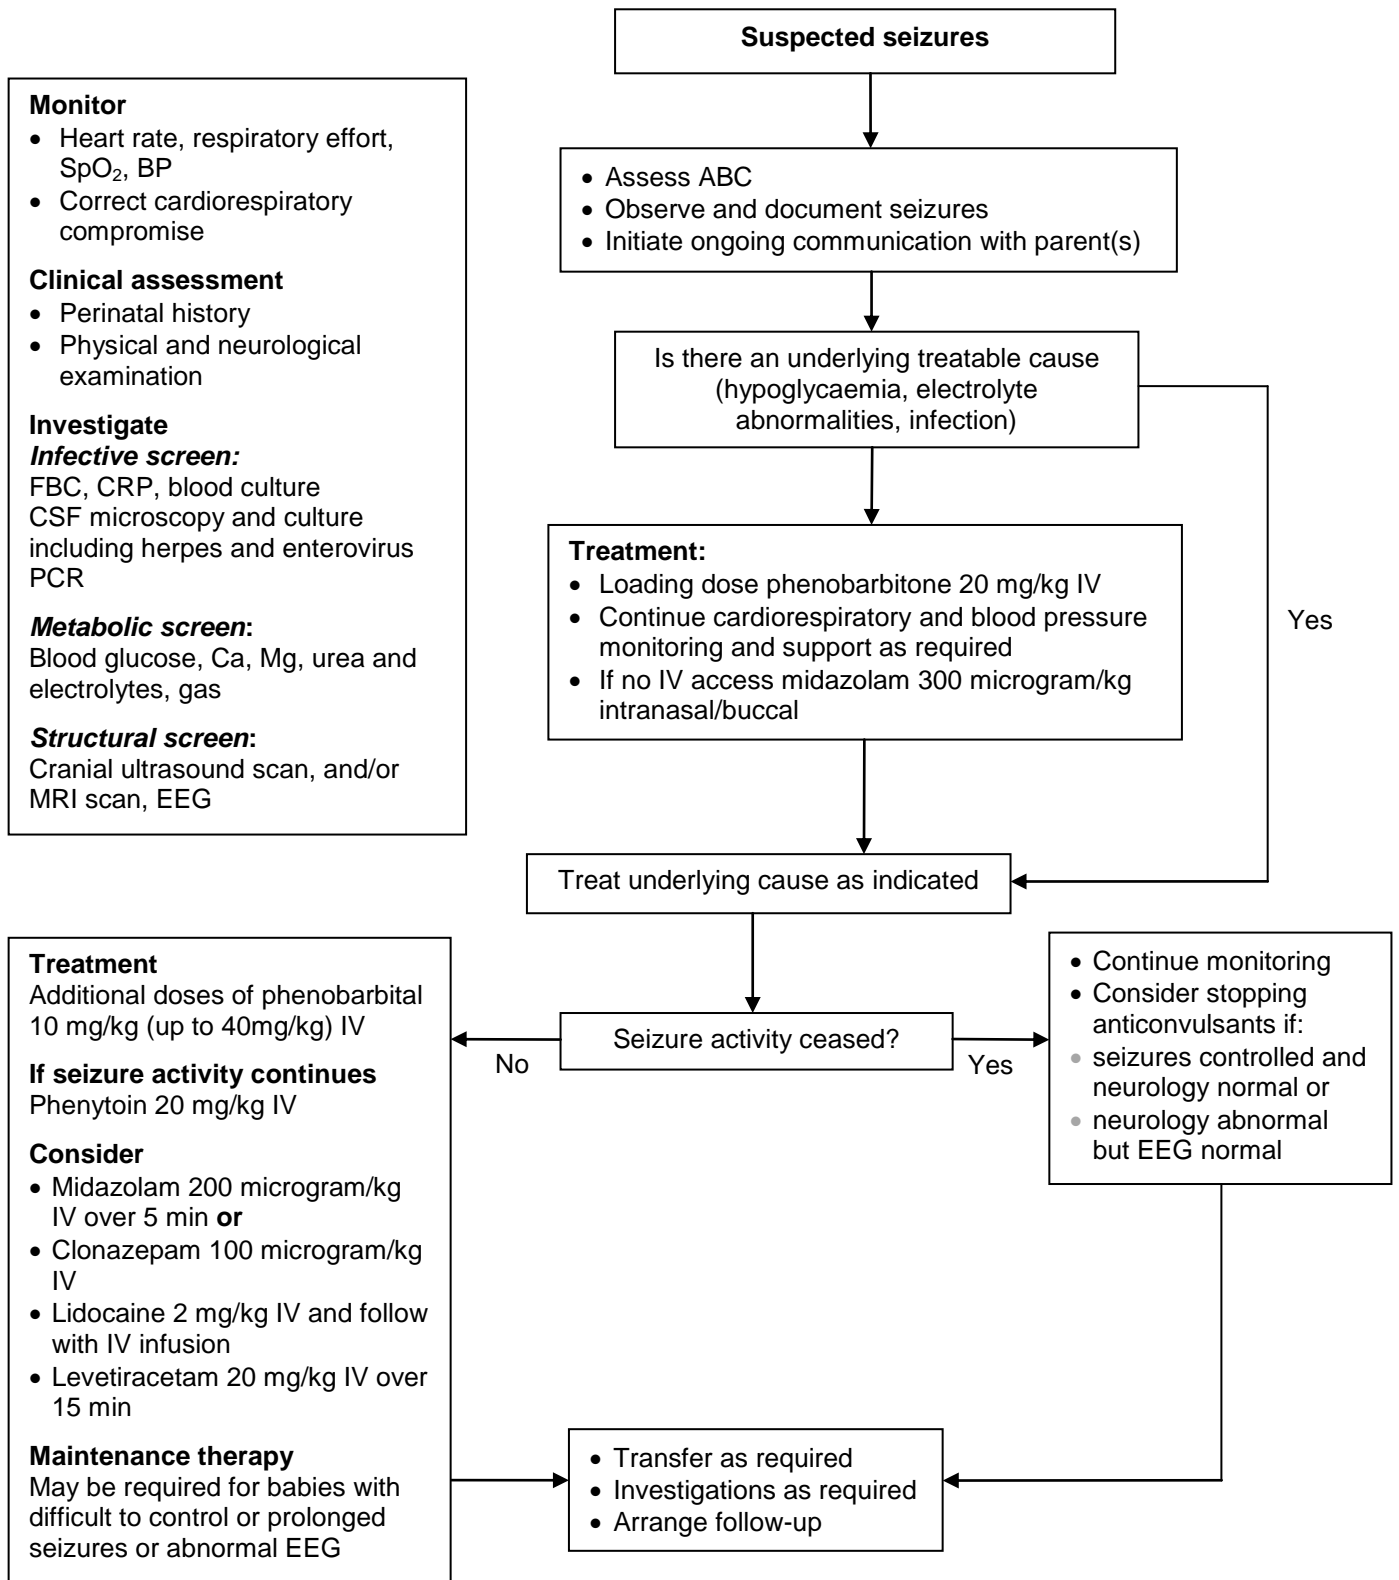 Suspected seizures
Monitor
• Heart rate, respiratory effort,
SpO₂, BP
• Correct cardiorespiratory
compromise
Clinical assessment
• Perinatal history
• Physical and neurological
examination
Investigate
Infective screen:
FBC, CRP, blood culture
CSF microscopy and culture
including herpes and enterovirus
PCR
Metabolic screen:
Blood glucose, Ca, Mg, urea and
electrolytes, gas
Structural screen:
Cranial ultrasound scan, and/or
MRI scan, EEG
• Assess ABC
• Observe and document seizures
• Initiate ongoing communication with parent(s)
Is there an underlying treatable cause
(hypoglycaemia, electrolyte
abnormalities, infection)
Treatment:
• Loading dose phenobarbitone 20 mg/kg IV
• Continue cardiorespiratory and blood pressure
monitoring and support as required
• If no IV access midazolam 300 microgram/kg
intranasal/buccal
Yes
Treat underlying cause as indicated
Seizure activity ceased?
No
Yes
Treatment
Additional doses of phenobarbital
10 mg/kg (up to 40mg/kg) IV
If seizure activity continues
Phenytoin 20 mg/kg IV
Consider
• Midazolam 200 microgram/kg
IV over 5 min or
• Clonazepam 100 microgram/kg
IV
• Lidocaine 2 mg/kg IV and follow
with IV infusion
• Levetiracetam 20 mg/kg IV over
15 min
Maintenance therapy
May be required for babies with
difficult to control or prolonged
seizures or abnormal EEG
• Continue monitoring
• Consider stopping
anticonvulsants if:
• seizures controlled and
neurology normal or
• neurology abnormal
but EEG normal
• Transfer as required
• Investigations as required
• Arrange follow-up